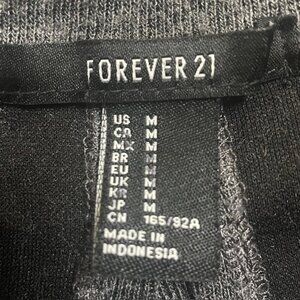 FOREVER 21
US M
CA M
MX M
BR M
EU M
UK M
KR M
JP M
CN 165/92A
MADE IN
INDONESIA